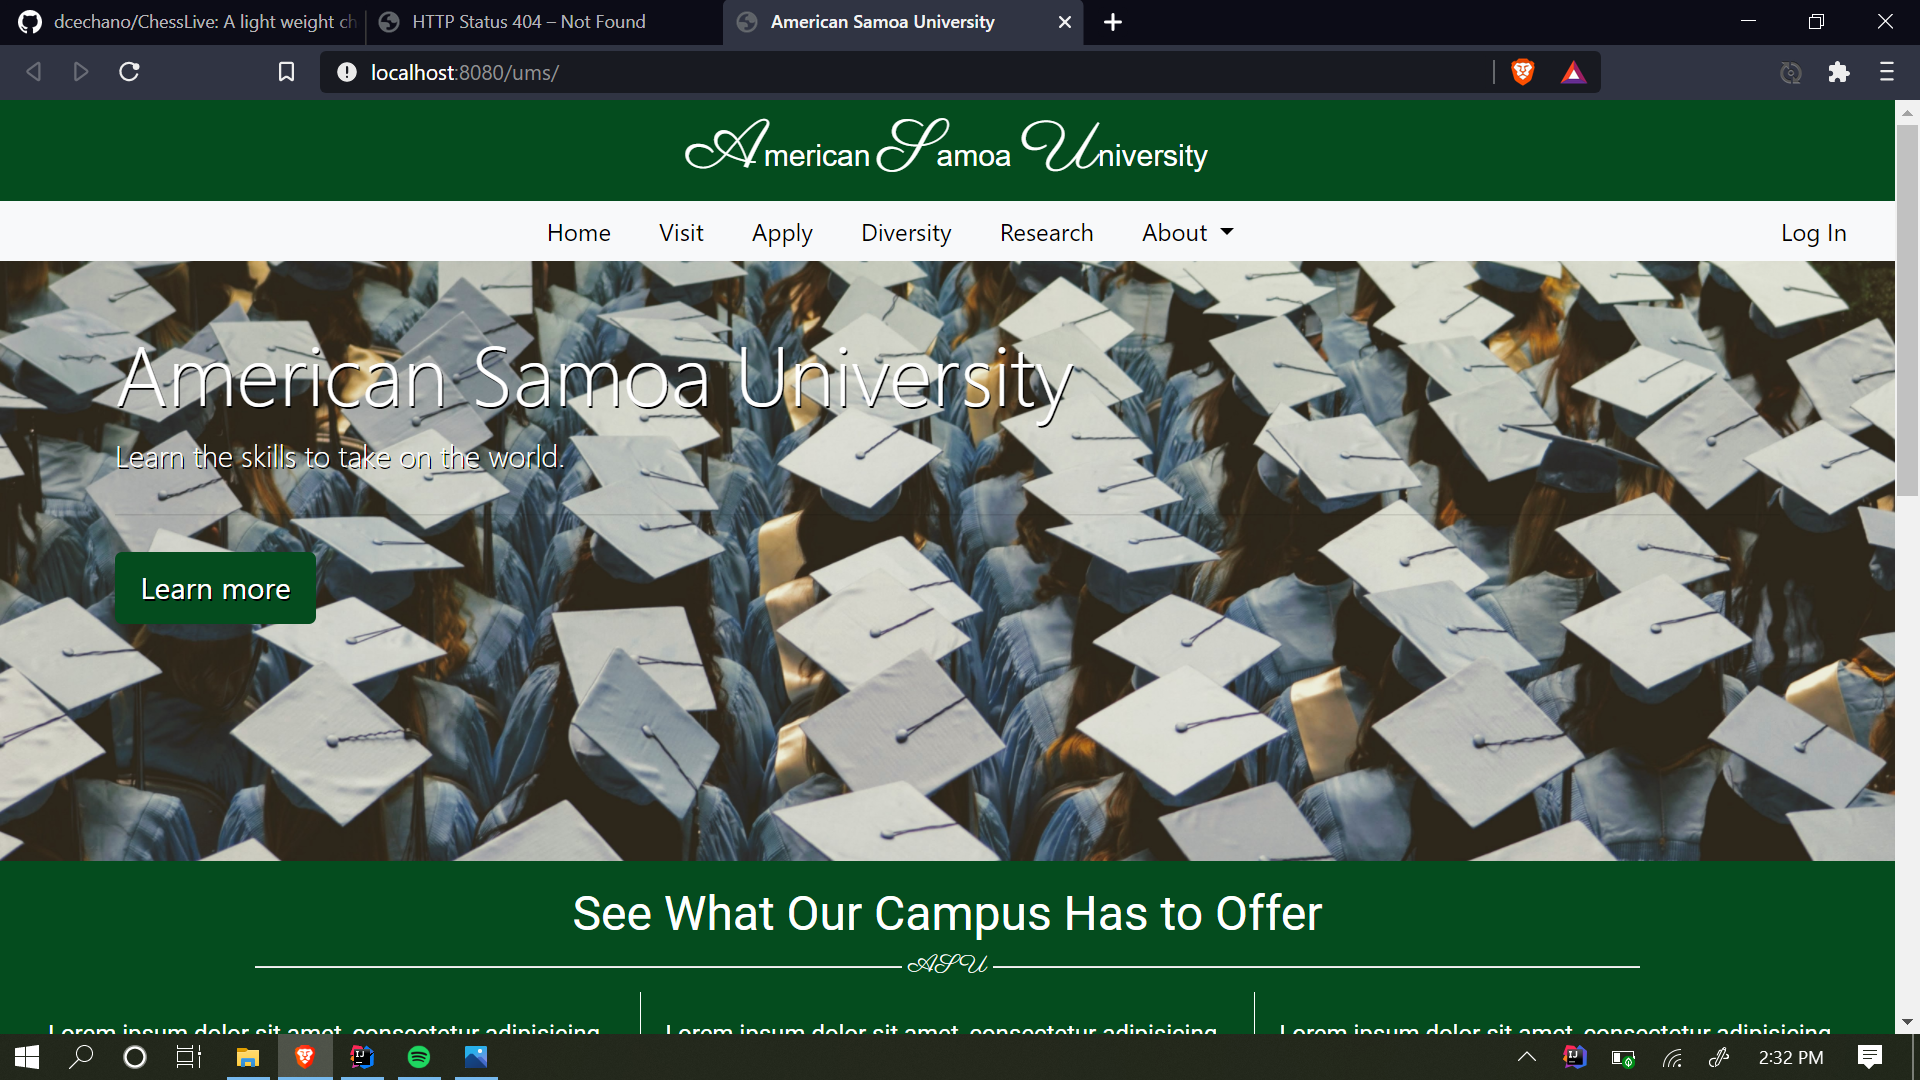 dcechano/ChessLive: A light weight ch
HTTP Status 404 – Not Found
American Samoa University
localhost:8080/ums/
American Samoa University
Home Visit Apply Diversity Research About Log In
American Samoa University
Learn the skills to take on the world.
Learn more
See What Our Campus Has to Offer
ASU
Lorem ipsum dolor sit amet, consectetur adipisicing
Lorem ipsum dolor sit amet, consectetur adipisicing
Lorem ipsum dolor sit amet, consectetur adipisicing
2:32 PM